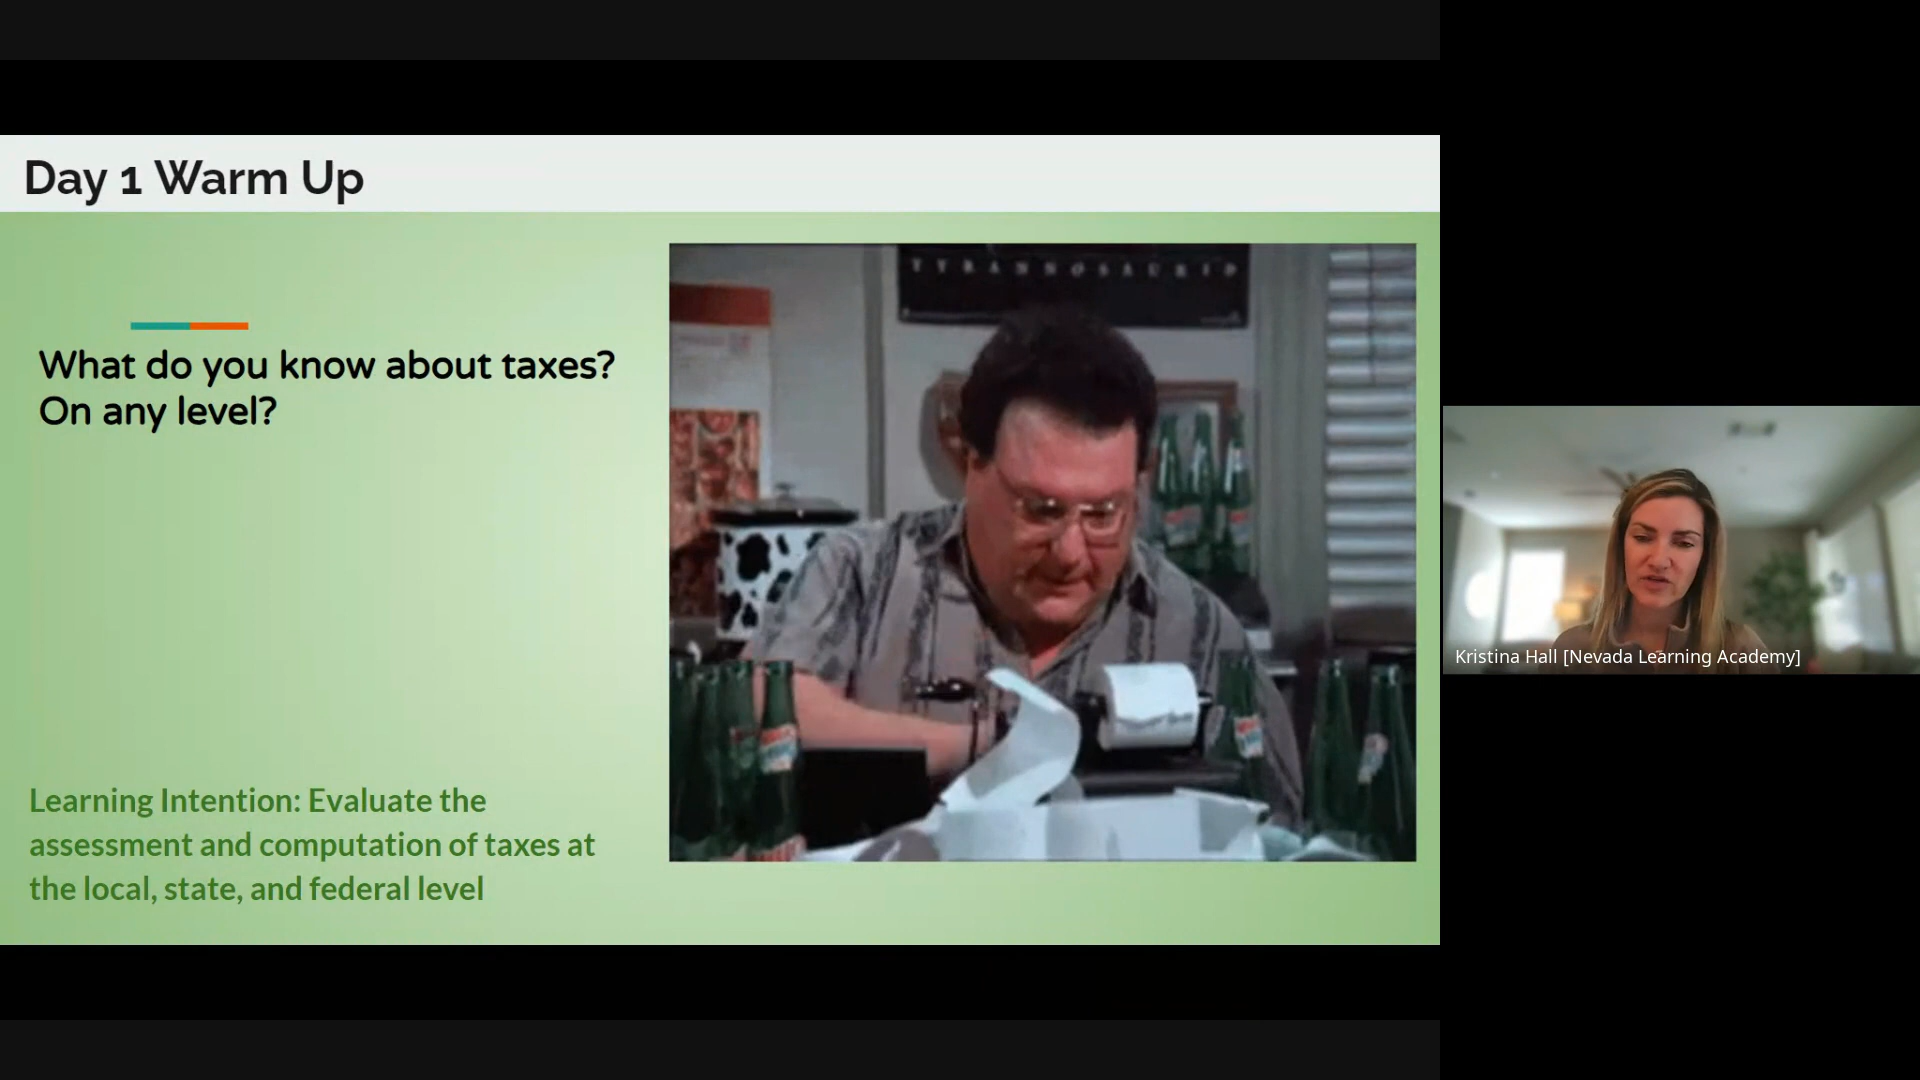 Day 1 Warm Up
TYRANNOSAURI
What do you know about taxes?
On any level?
Learning Intention: Evaluate the
assessment and computation of taxes at
the local, state, and federal level
Kristina Hall [Nevada Learning Academy]